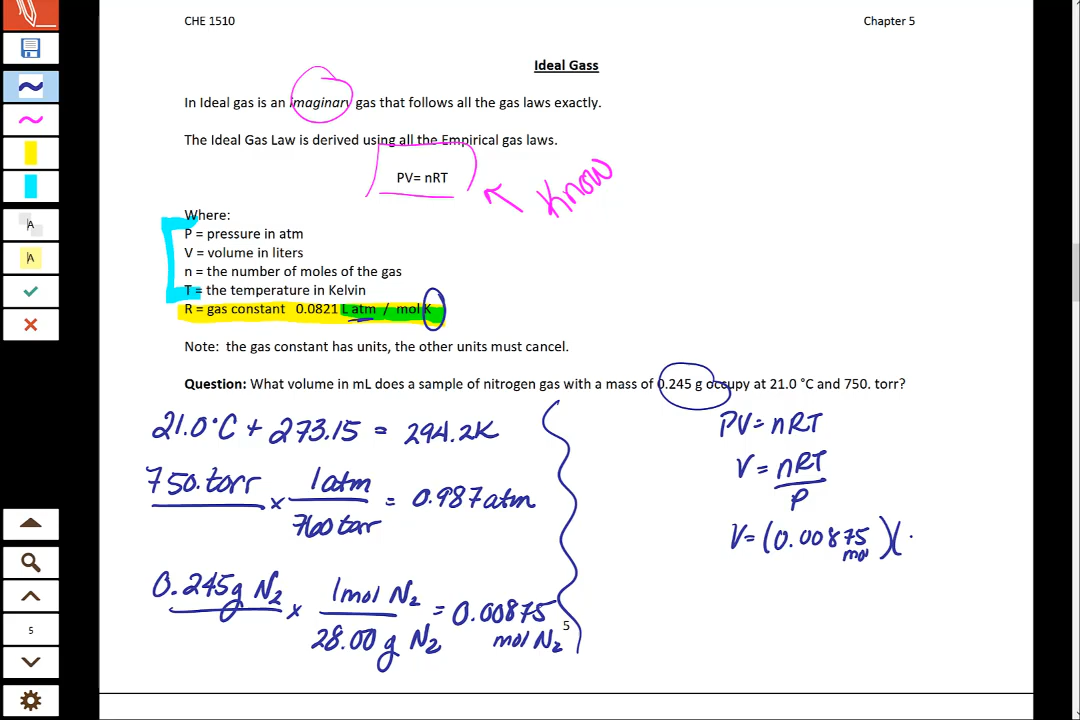 CHE 1510 Chapter 5
Ideal Gass
In Ideal gas is an imaginary gas that follows all the gas laws exactly.
The Ideal Gas Law is derived using all the Empirical gas laws.
PV= nRT
Know
Where:
P = pressure in atm
V = volume in liters
n = the number of moles of the gas
T = the temperature in Kelvin
R = gas constant 0.0821 L atm / mol K
Note: the gas constant has units, the other units must cancel.
Question: What volume in mL does a sample of nitrogen gas with a mass of 0.245 g occupy at 21.0 °C and 750. torr?
21.0°C + 273.15 = 294.2K
750. torr × 1 atm / 760 torr = 0.987 atm
0.245g N₂ × 1 mol N₂ / 28.00 g N₂ = 0.00875 mol N₂
PV = nRT
V = nRT / P
V = (0.00875 mol)(
5
A
A
5